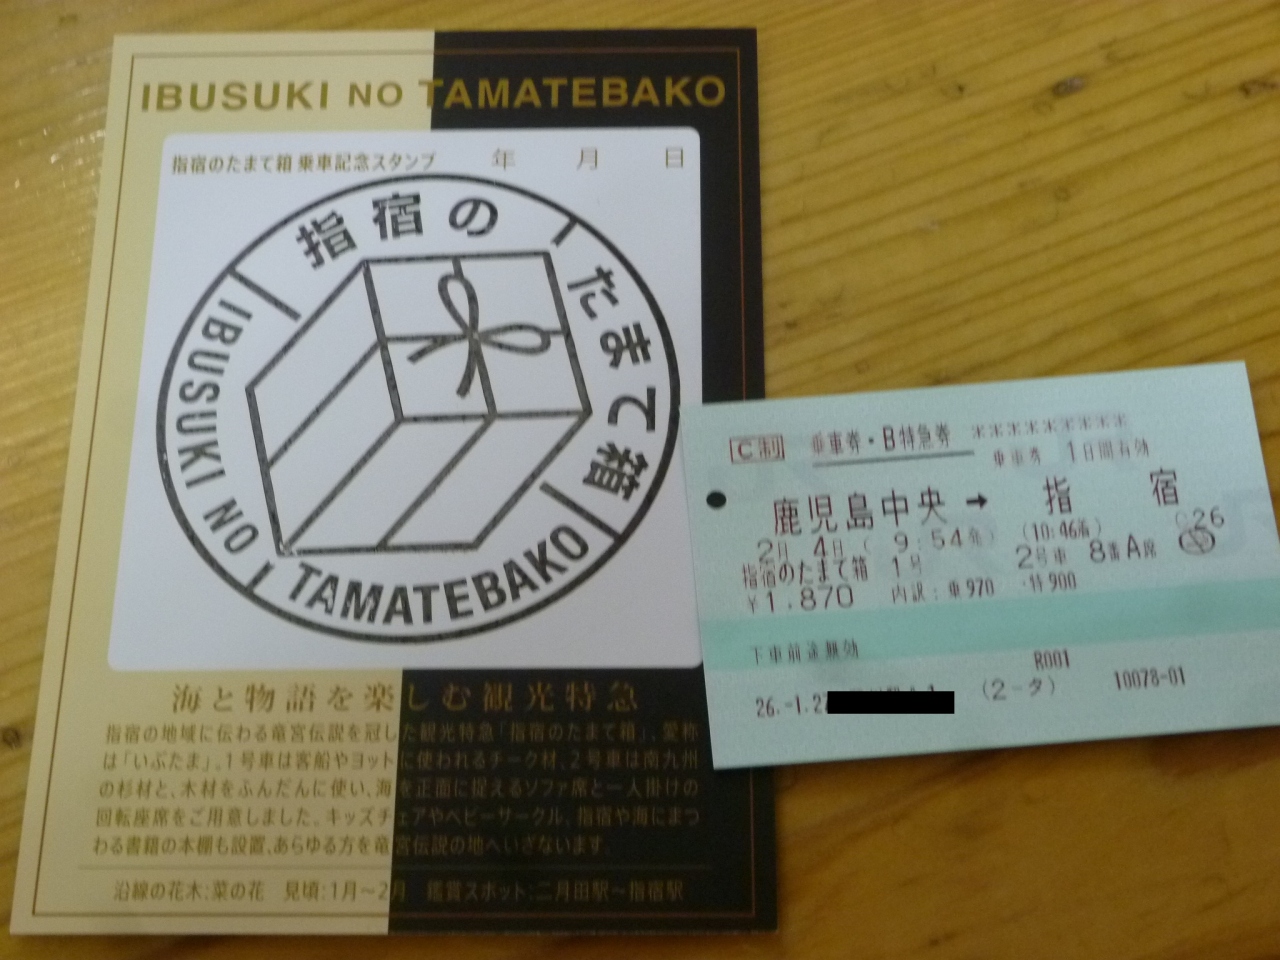 IBUSUKI NO TAMATEBAKO
指宿のたまて箱 乗車記念スタンプ 年 月 日
指宿の
たまて箱
IBUSUKI NO
TAMATEBAKO
海と物語を楽しむ観光特急
指宿の地域に伝わる竜宮伝説を冠した観光特急「指宿のたまて箱」、愛称
は「いぶたま」。1号車は客船やヨットに使われるチーク材、2号車は南九州
の杉材と、木材をふんだんに使い、海を正面に捉えるソファ席と一人掛けの
回転座席をご用意しました。キッズチェアやベビーサークル、指宿や海にまつ
わる書籍の本棚も設置、あらゆる方を竜宮伝説の地へいざないます。
沿線の花木:菜の花 見頃:1月～2月 鑑賞スポット:二月田駅～指宿駅
C制 乗車券・B特急券 ※※※※※※※※※
乗車券 1日間有効
鹿児島中央 → 指 宿
2月 4日( 9:54発) (10:46着) C26
指宿のたまて箱 1号 2号車 8番A席
¥1,870 内訳:乗970 ・特900
下車前途無効
R001
26.-1.27 (2-タ) 10078-01